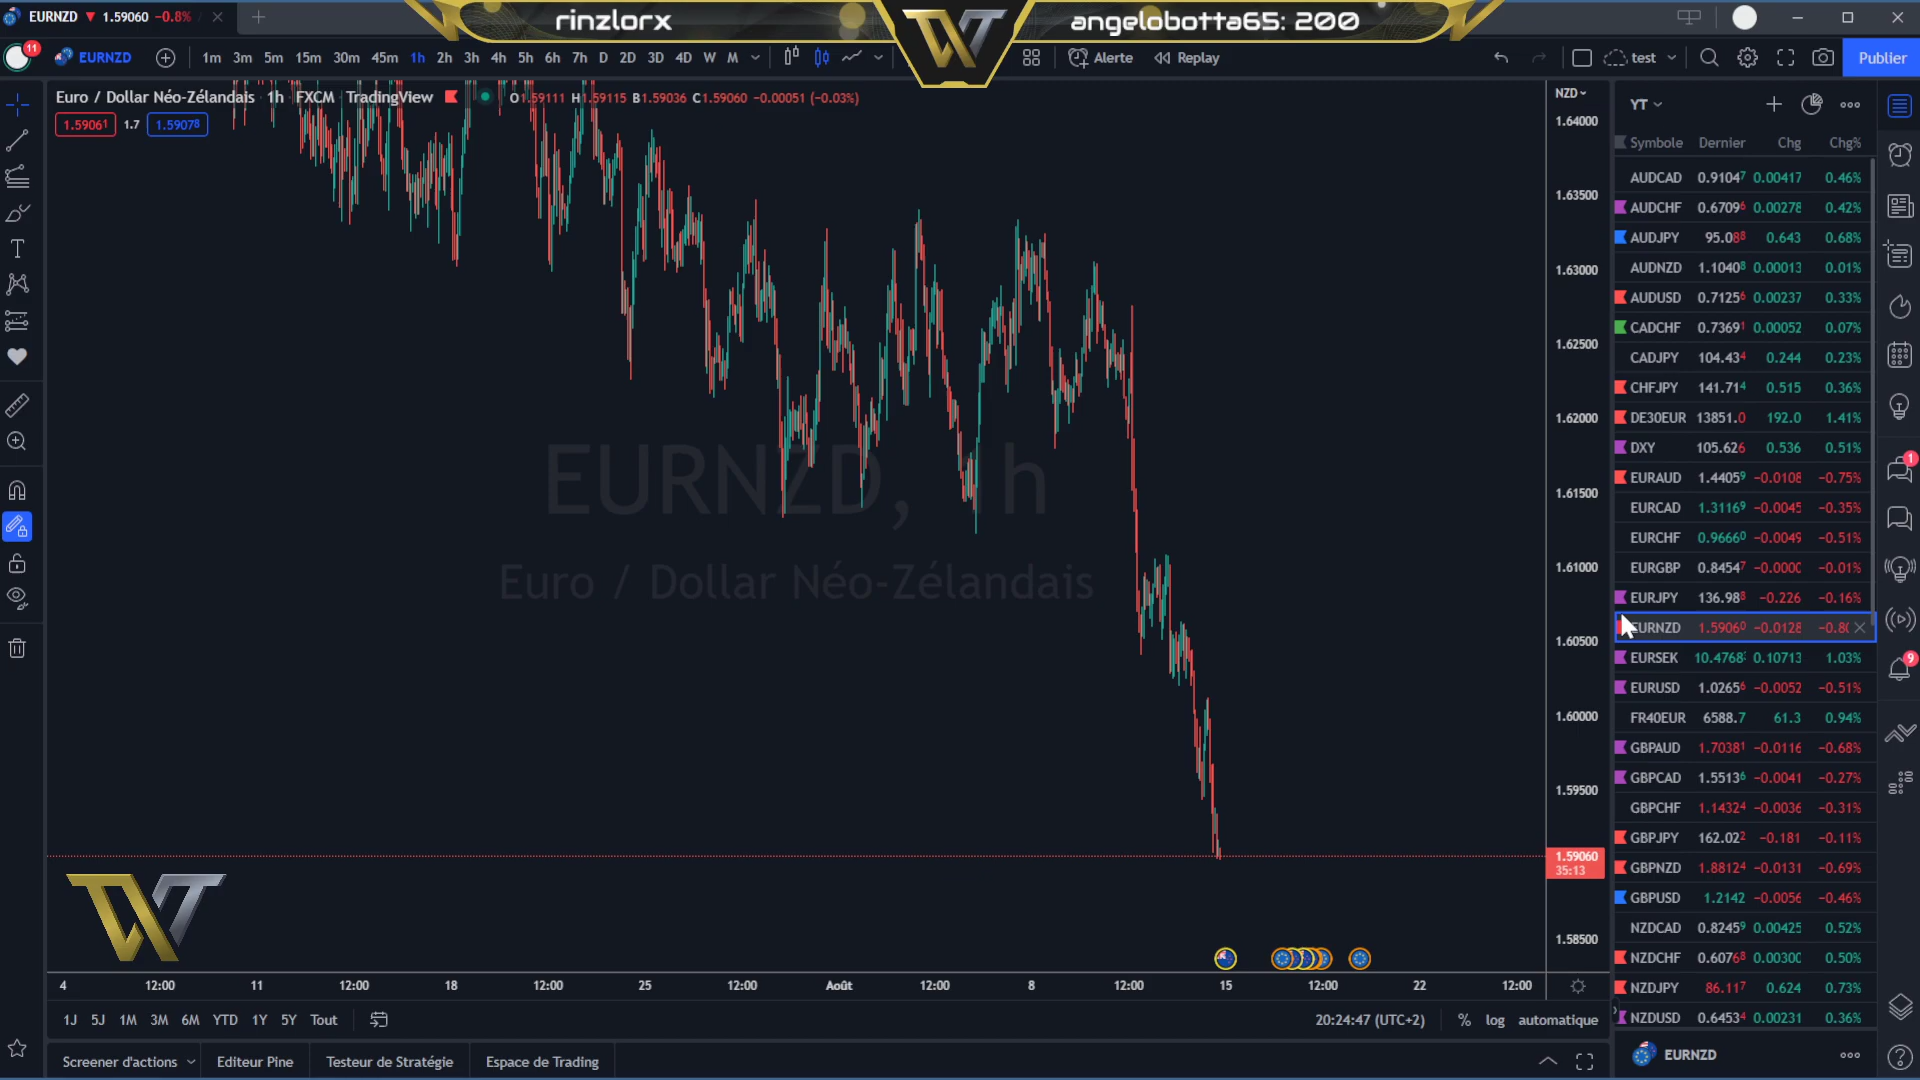 EURNZD ▼ 1.59060 −0.8%
rinzlorx
angelobotta65: 200
11
EURNZD
1m 3m 5m 15m 30m 45m 1h 2h 3h 4h 5h 6h 7h D 2D 3D 4D W M
Alerte
Replay
test
Publier
Euro / Dollar Néo-Zélandais 1h FXCM TradingView
O1.59111 H1.59115 B1.59036 C1.59060 −0.00051 (−0.03%)
1.59061 1.7 1.59078
NZD
1.64000
1.63500
1.63000
1.62500
1.62000
1.61500
1.61000
1.60500
1.60000
1.59500
1.59060
35:13
1.58500
EURNZD, 1h
Euro / Dollar Néo-Zélandais
YT
Symbole Dernier Chg Chg%
AUDCAD 0.91047 0.00417 0.46%
AUDCHF 0.67096 0.00278 0.42%
AUDJPY 95.088 0.643 0.68%
AUDNZD 1.10408 0.00013 0.01%
AUDUSD 0.71256 0.00237 0.33%
CADCHF 0.73691 0.00052 0.07%
CADJPY 104.434 0.244 0.23%
CHFJPY 141.714 0.515 0.36%
DE30EUR 13851.0 192.0 1.41%
DXY 105.626 0.536 0.51%
EURAUD 1.44059 −0.0108 −0.75%
EURCAD 1.31169 −0.0045 −0.35%
EURCHF 0.96660 −0.0049 −0.51%
EURGBP 0.84547 −0.0000 −0.01%
EURJPY 136.988 −0.226 −0.16%
EURNZD 1.59060 −0.0128 −0.80
EURSEK 10.4768 0.10713 1.03%
EURUSD 1.02656 −0.0052 −0.51%
FR40EUR 6588.7 61.3 0.94%
GBPAUD 1.70381 −0.0116 −0.68%
GBPCAD 1.55136 −0.0041 −0.27%
GBPCHF 1.14324 −0.0036 −0.31%
GBPJPY 162.022 −0.181 −0.11%
GBPNZD 1.88124 −0.0131 −0.69%
GBPUSD 1.2142 −0.0056 −0.46%
NZDCAD 0.82459 0.00425 0.52%
NZDCHF 0.60768 0.00300 0.50%
NZDJPY 86.117 0.624 0.73%
NZDUSD 0.64534 0.00231 0.36%
1
9
4 12:00 11 12:00 18 12:00 25 12:00 Août 12:00 8 12:00 15 12:00 22 12:00
1J 5J 1M 3M 6M YTD 1Y 5Y Tout
20:24:47 (UTC+2) % log automatique
Screener d'actions Editeur Pine Testeur de Stratégie Espace de Trading
EURNZD